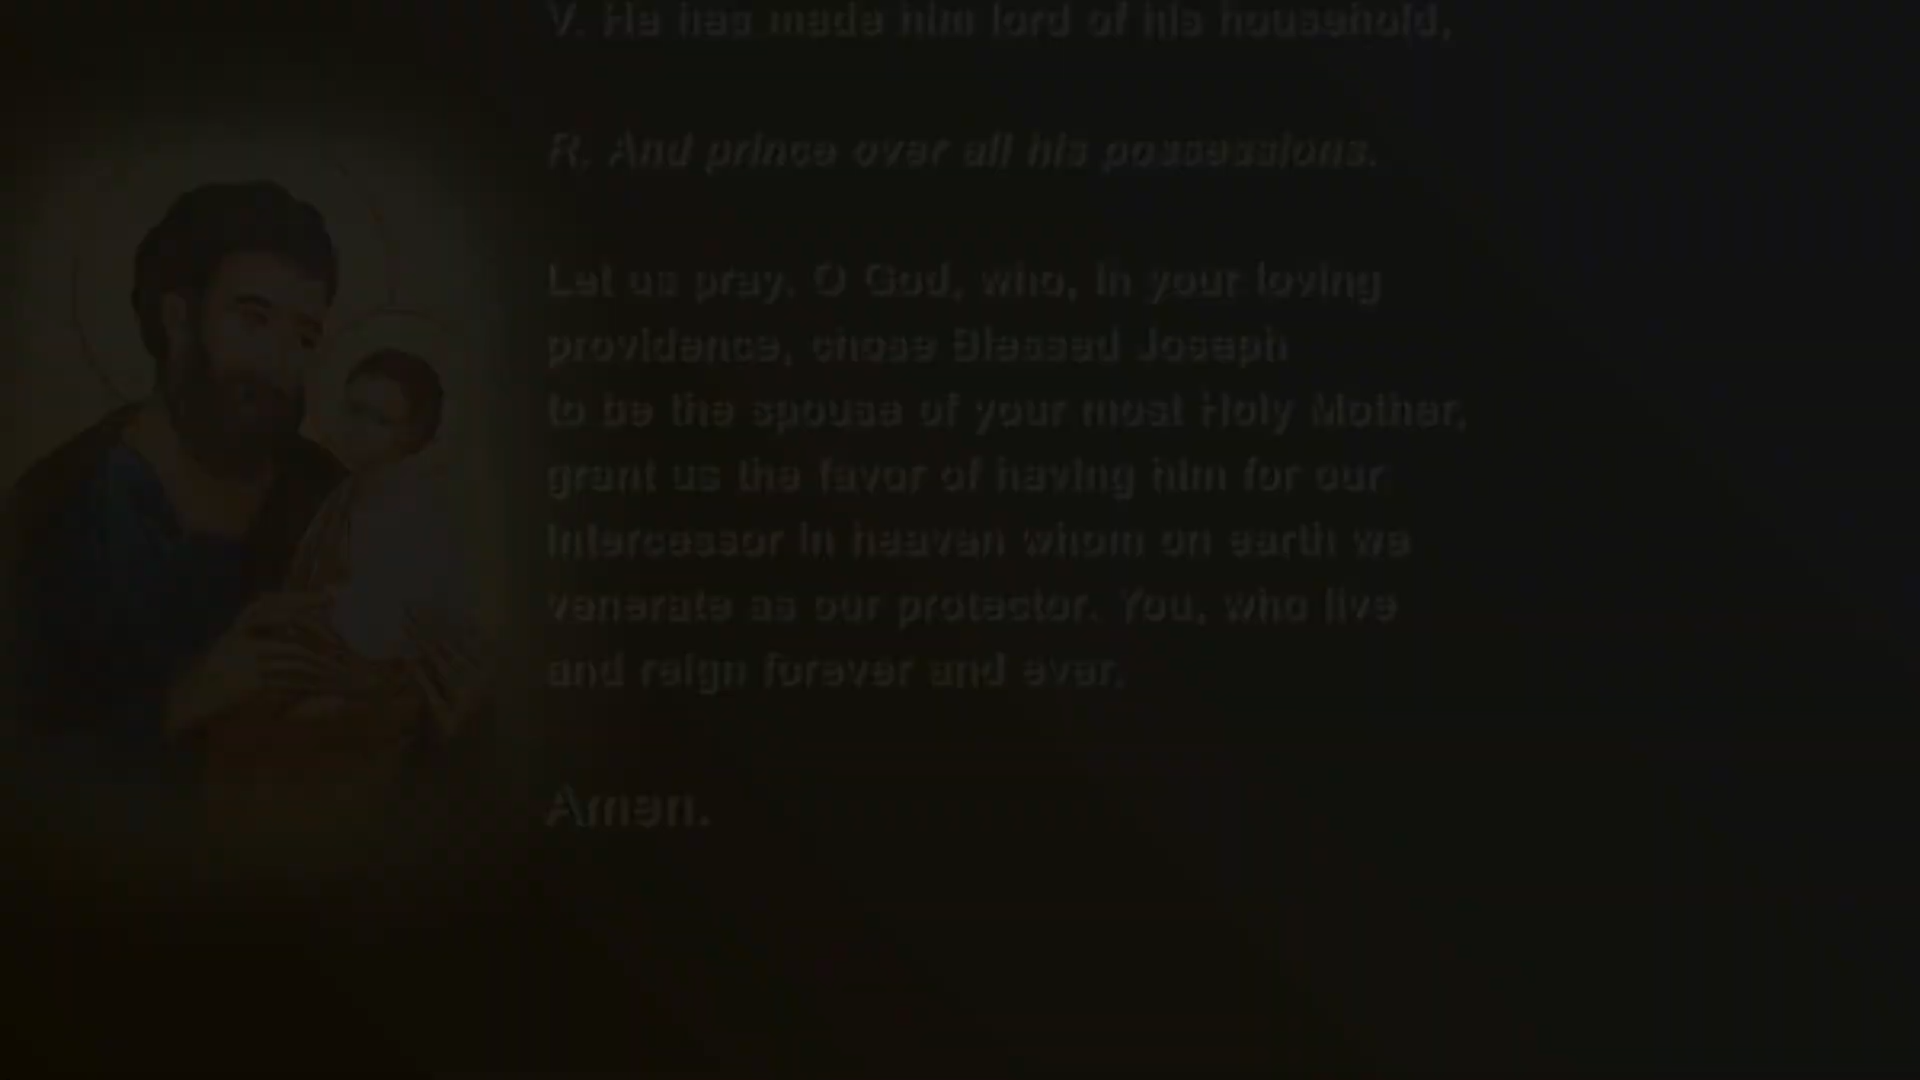 V. He has made him lord of his household,
R. And prince over all his possessions.
Let us pray. O God, who, in your loving
providence, chose Blessed Joseph
to be the spouse of your most Holy Mother,
grant us the favor of having him for our
intercessor in heaven whom on earth we
venerate as our protector. You, who live
and reign forever and ever.
Amen.